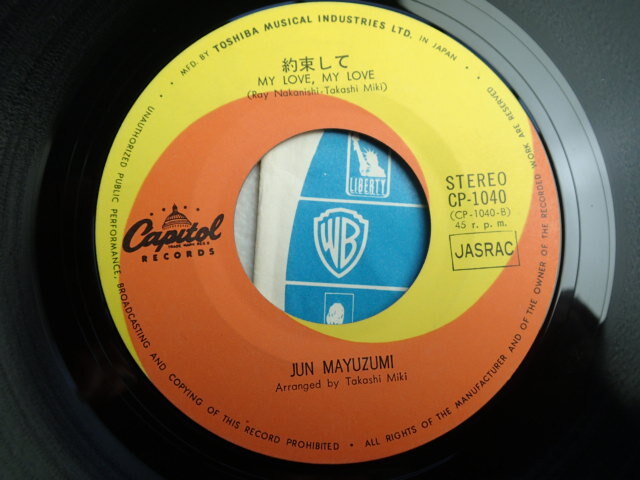 MFD. BY TOSHIBA MUSICAL INDUSTRIES LTD. IN JAPAN
約束して
MY LOVE, MY LOVE
(Ray Nakanishi-Takashi Miki)
LIBERTY
WB
STEREO
CP-1040
(CP-1040-B)
45 r. p. m.
JASRAC
Capitol
RECORDS
JUN MAYUZUMI
Arranged by Takashi Miki
UNAUTHORIZED PUBLIC PERFORMANCE, BROADCASTING AND COPYING OF THIS RECORD PROHIBITED • ALL RIGHTS OF THE MANUFACTURER AND OF THE OWNER OF THE RECORDED WORK ARE RESERVED